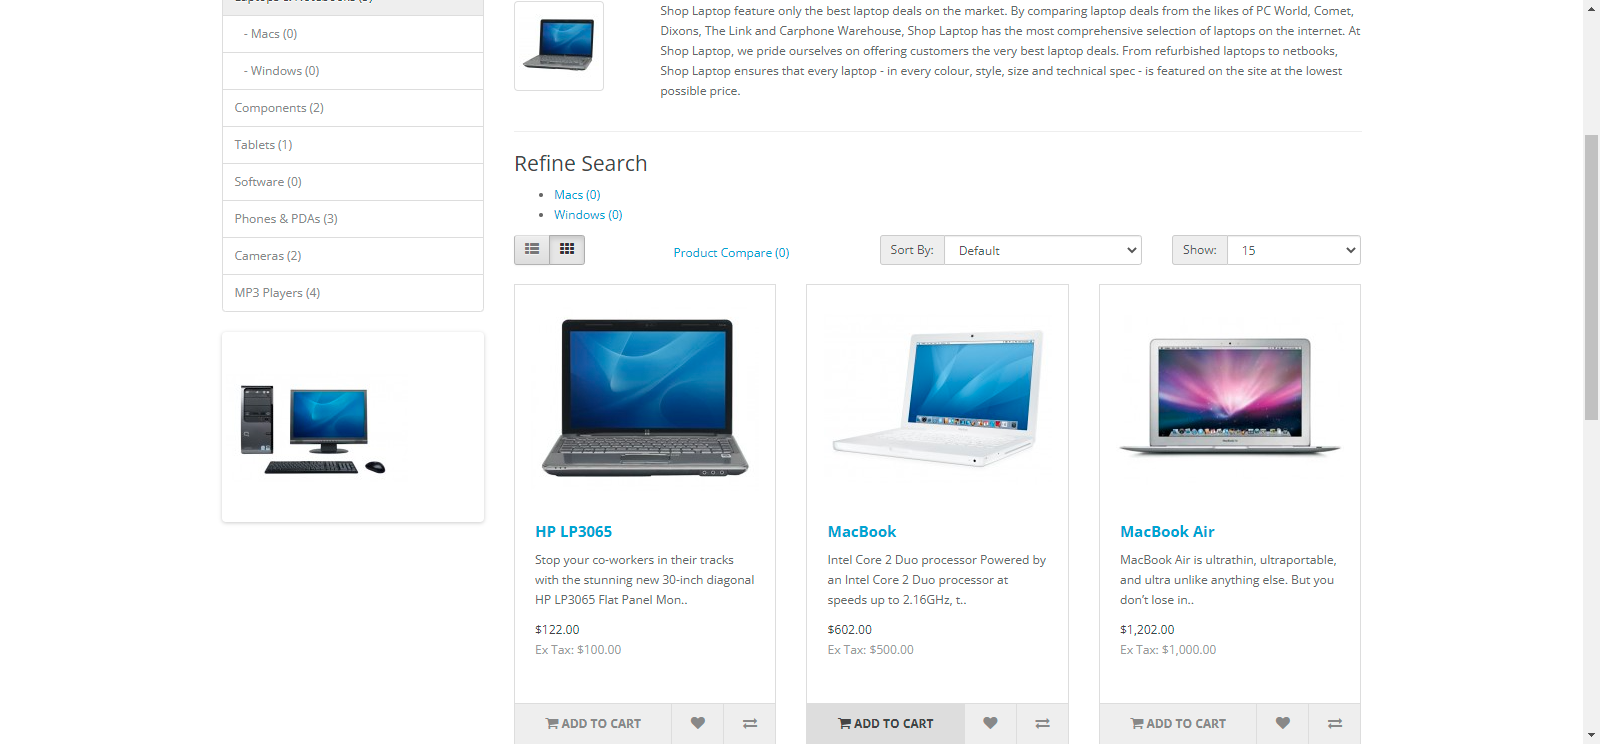 - Macs (0)
- Windows (0)
Components (2)
Tablets (1)
Software (0)
Phones & PDAs (3)
Cameras (2)
MP3 Players (4)
Shop Laptop feature only the best laptop deals on the market. By comparing laptop deals from the likes of PC World, Comet,
Dixons, The Link and Carphone Warehouse, Shop Laptop has the most comprehensive selection of laptops on the internet. At
Shop Laptop, we pride ourselves on offering customers the very best laptop deals. From refurbished laptops to netbooks,
Shop Laptop ensures that every laptop - in every colour, style, size and technical spec - is featured on the site at the lowest
possible price.
Refine Search
Macs (0)
Windows (0)
Product Compare (0)
Sort By:
Default
Show:
15
HP LP3065
Stop your co-workers in their tracks
with the stunning new 30-inch diagonal
HP LP3065 Flat Panel Mon..
$122.00
Ex Tax: $100.00
ADD TO CART
MacBook
Intel Core 2 Duo processor Powered by
an Intel Core 2 Duo processor at
speeds up to 2.16GHz, t..
$602.00
Ex Tax: $500.00
ADD TO CART
MacBook Air
MacBook Air is ultrathin, ultraportable,
and ultra unlike anything else. But you
don’t lose in..
$1,202.00
Ex Tax: $1,000.00
ADD TO CART